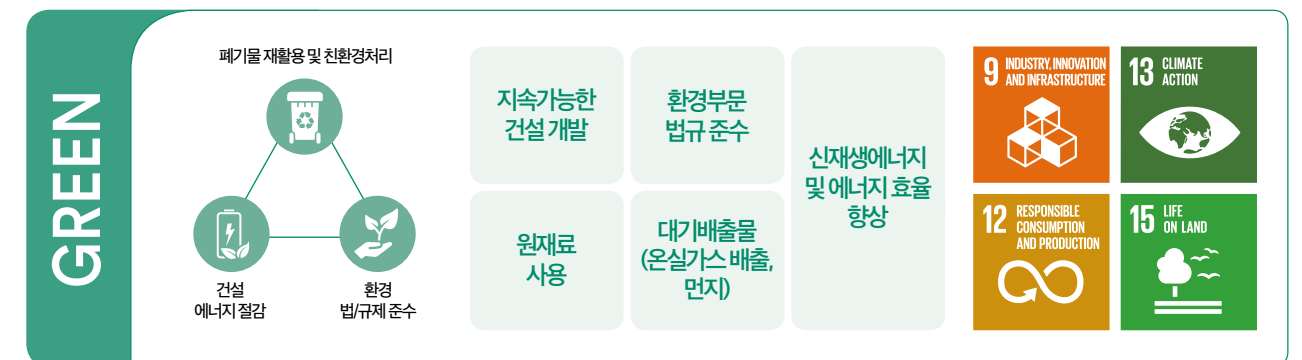 GREEN
폐기물 재활용 및 친환경처리
건설
에너지 절감
환경
법/규제 준수
지속가능한
건설 개발
환경부문
법규 준수
원재료
사용
대기배출물
(온실가스 배출,
먼지)
신재생에너지
및 에너지 효율
향상
9 INDUSTRY, INNOVATION
AND INFRASTRUCTURE
13 CLIMATE
ACTION
12 RESPONSIBLE
CONSUMPTION
AND PRODUCTION
15 LIFE
ON LAND